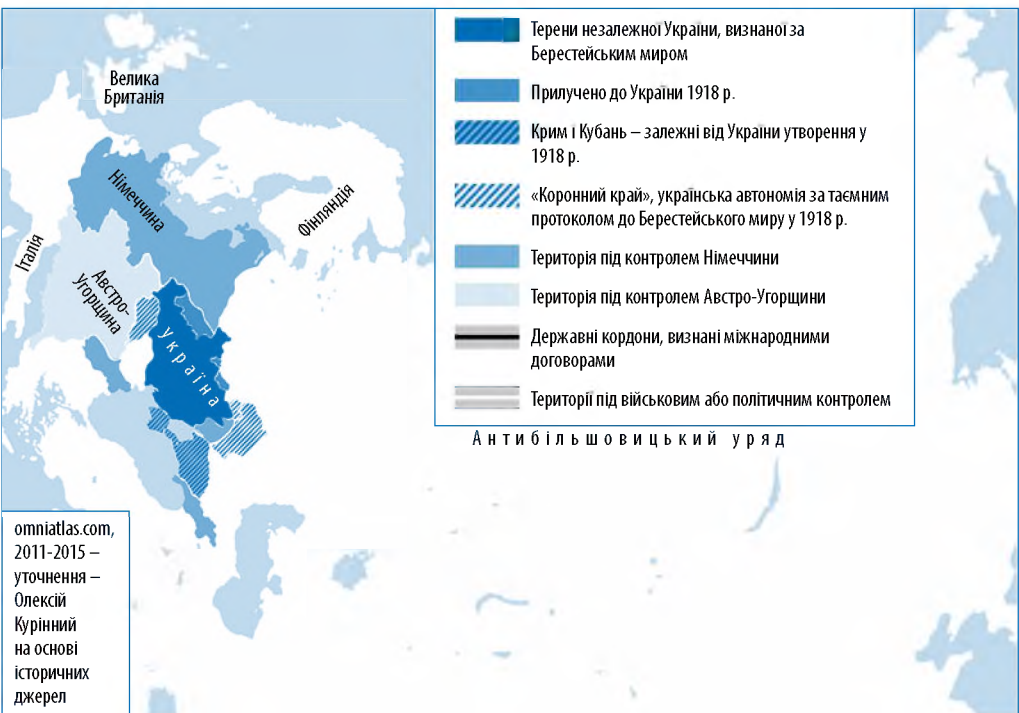 Терени незалежної України, визнаної за
Берестейським миром
Прилучено до України 1918 р.
Крим і Кубань – залежні від України утворення у
1918 р.
«Коронний край», українська автономія за таємним
протоколом до Берестейського миру у 1918 р.
Територія під контролем Німеччини
Територія під контролем Австро-Угорщини
Державні кордони, визнані міжнародними
договорами
Території під військовим або політичним контролем
Велика
Британія
Німеччина
Фінляндія
Італія
Австро-
Угорщина
Україна
Антибільшовицький уряд
omniatlas.com,
2011-2015 –
уточнення –
Олексій
Курінний
на основі
історичних
джерел